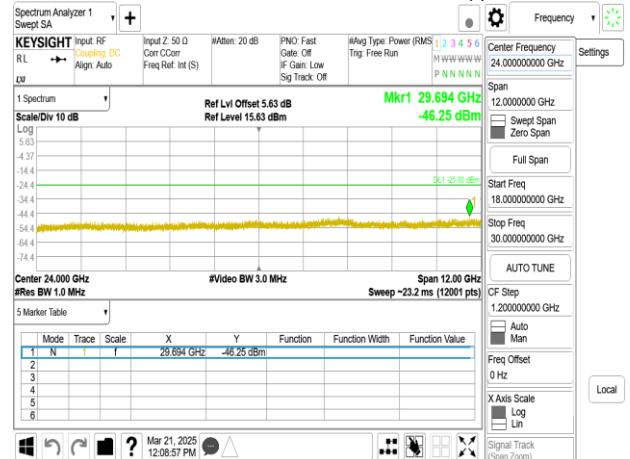 Spectrum Analyzer 1
Swept SA
Frequency
KEYSIGHT
RL
Input: RF
Coupling: DC
Align: Auto
Input Z: 50 Ω
Corr CCorr
Freq Ref: Int (S)
#Atten: 20 dB
PNO: Fast
Gate: Off
IF Gain: Low
Sig Track: Off
#Avg Type: Power (RMS
Trig: Free Run
1 2 3 4 5 6
M W W W W W
P N N N N N
Settings
1 Spectrum
Scale/Div 10 dB
Log
Ref Lvl Offset 5.63 dB
Ref Level 15.63 dBm
Mkr1 29.694 GHz
-46.25 dBm
5.63
-4.37
-14.4
-24.4
-34.4
-44.4
-54.4
-64.4
-74.4
DL1 -25.00 dBm
1
Center 24.000 GHz
#Res BW 1.0 MHz
#Video BW 3.0 MHz
Span 12.00 GHz
Sweep ~23.2 ms (12001 pts)
5 Marker Table
Mode Trace Scale X Y Function Function Width Function Value
1 N 1 f 29.694 GHz -46.25 dBm
2
3
4
5
6
Mar 21, 2025
12:08:57 PM
Center Frequency
24.000000000 GHz
Span
12.0000000 GHz
Swept Span
Zero Span
Full Span
Start Freq
18.000000000 GHz
Stop Freq
30.000000000 GHz
AUTO TUNE
CF Step
1.200000000 GHz
Auto
Man
Freq Offset
0 Hz
X Axis Scale
Log
Lin
Signal Track
(Span Zoom)
Local